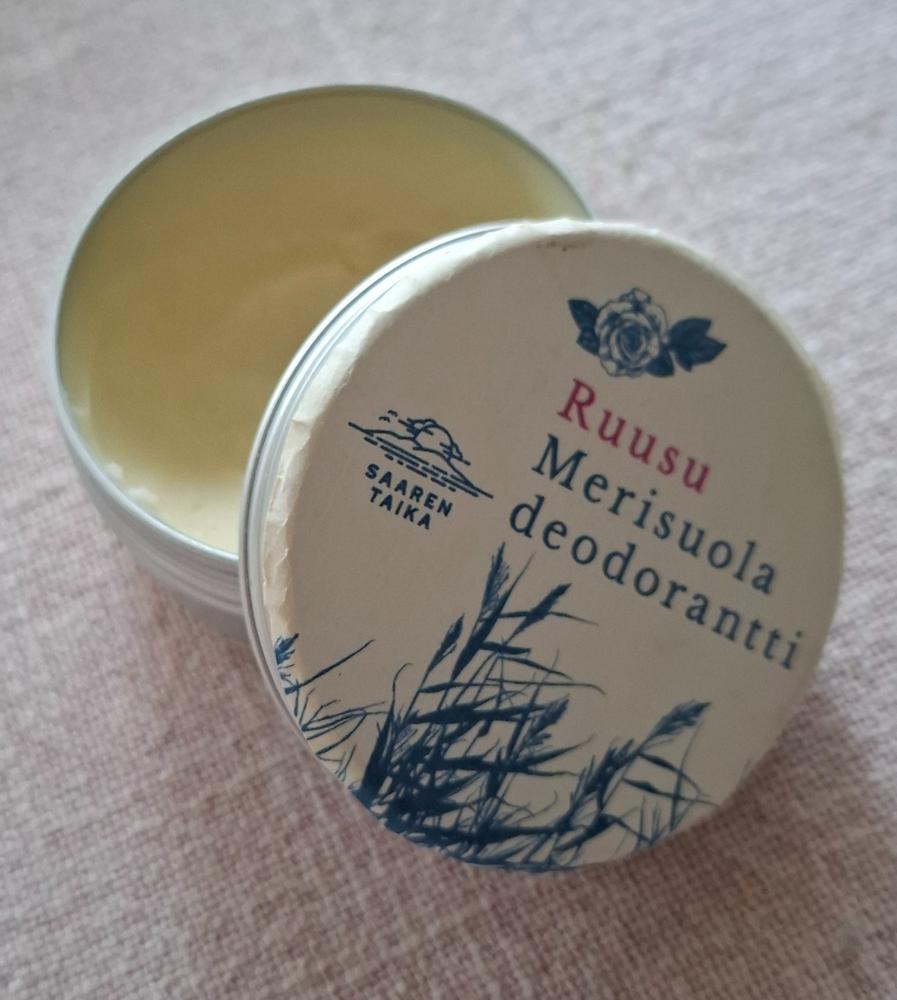 Ruusu
Merisuola
deodorantti
SAAREN
TAIKA